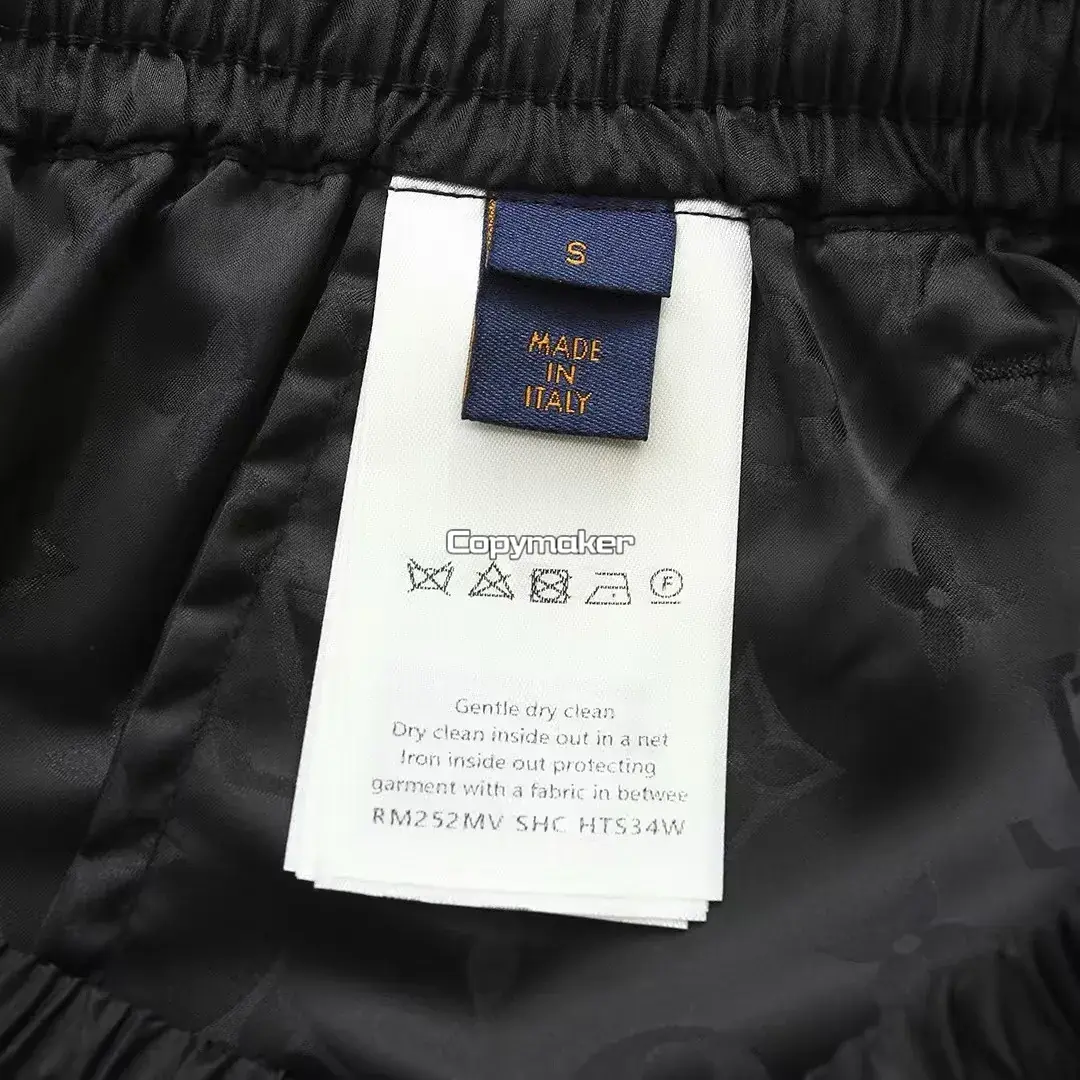 S
MADE
IN
ITALY
Copymaker
F
Gentle dry clean
Dry clean inside out in a net
Iron inside out protecting
garment with a fabric in betwee
RM252MV SHC HTS34W